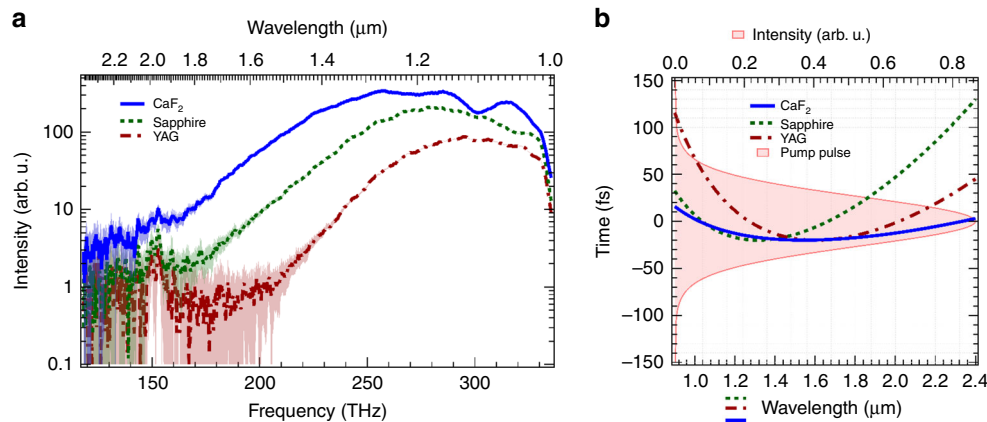 a
Wavelength (μm)
2.2 2.0 1.8 1.6 1.4 1.2 1.0
100
10
1
0.1
Intensity (arb. u.)
CaF₂
Sapphire
YAG
150 200 250 300
Frequency (THz)
b
Intensity (arb. u.)
0.0 0.2 0.4 0.6 0.8
150
100
50
0
−50
−100
−150
Time (fs)
CaF₂
Sapphire
YAG
Pump pulse
1.0 1.2 1.4 1.6 1.8 2.0 2.2 2.4
Wavelength (μm)